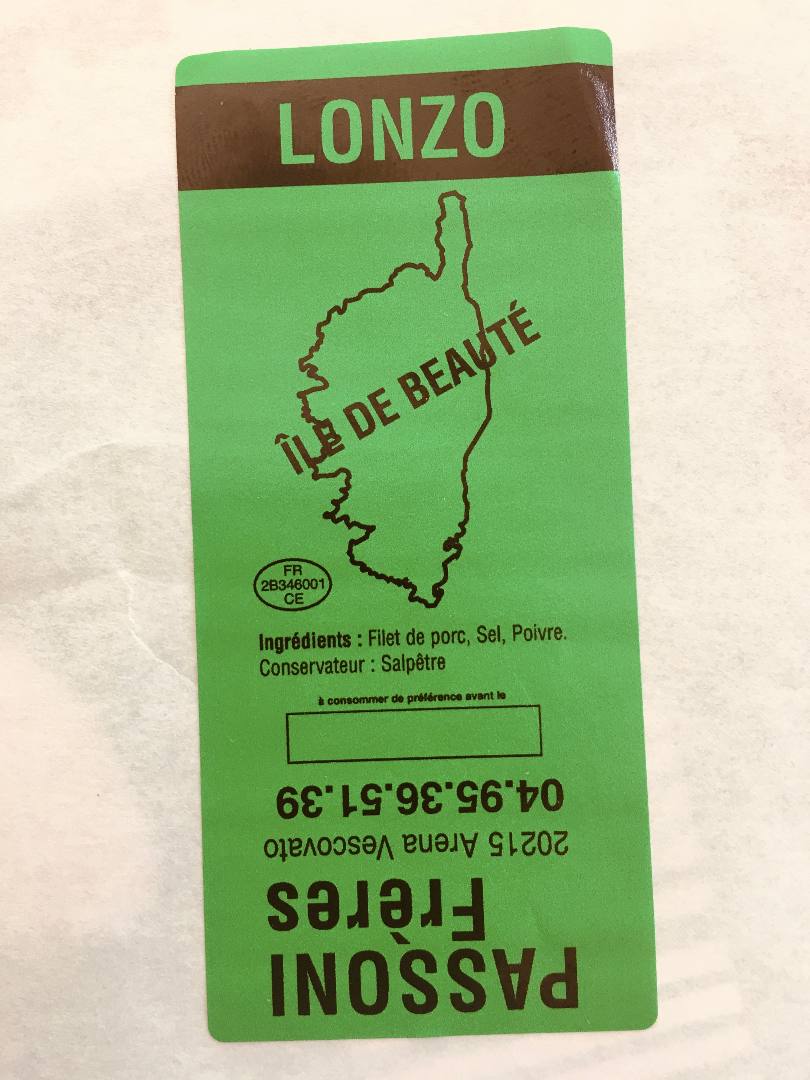 LONZO
ÎLE DE BEAUTÉ
FR
2B346001
CE
Ingrédients : Filet de porc, Sel, Poivre.
Conservateur : Salpêtre
à consommer de préférence avant le
PASSONI
Frères
20215 Arena Vescovato
04.95.36.51.39